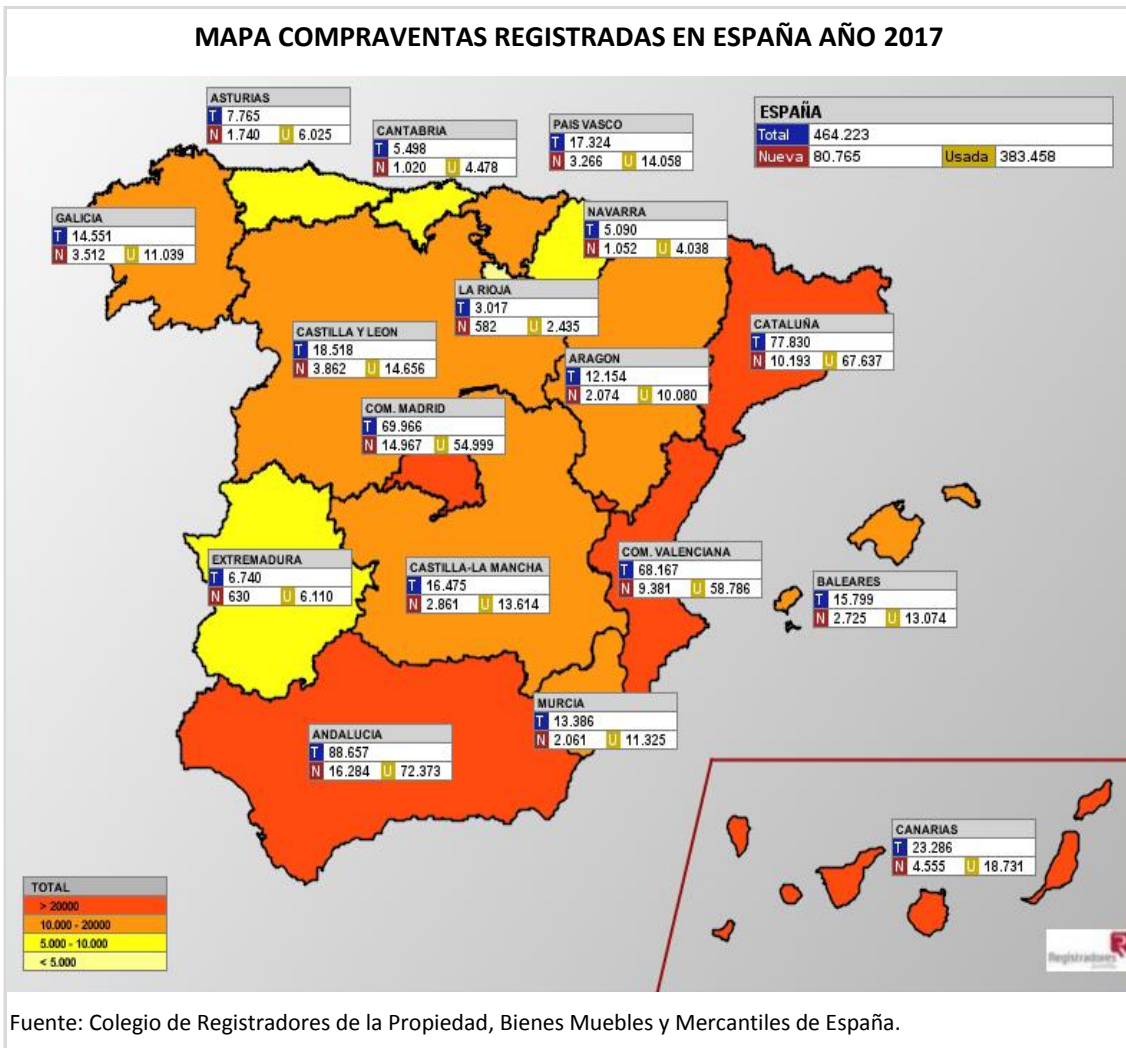 MAPA COMPRAVENTAS REGISTRADAS EN ESPAÑA AÑO 2017
ASTURIAS
T 7.765
N 1.740 U 6.025
CANTABRIA
T 5.498
N 1.020 U 4.478
PAIS VASCO
T 17.324
N 3.266 U 14.058
ESPAÑA
Total 464.223
Nueva 80.765 Usada 383.458
GALICIA
T 14.551
N 3.512 U 11.039
NAVARRA
T 5.090
N 1.052 U 4.038
LA RIOJA
T 3.017
N 582 U 2.435
CASTILLA Y LEON
T 18.518
N 3.862 U 14.656
CATALUÑA
T 77.830
N 10.193 U 67.637
ARAGON
T 12.154
N 2.074 U 10.080
COM. MADRID
T 69.966
N 14.967 U 54.999
EXTREMADURA
T 6.740
N 630 U 6.110
CASTILLA-LA MANCHA
T 16.475
N 2.861 U 13.614
COM. VALENCIANA
T 68.167
N 9.381 U 58.786
BALEARES
T 15.799
N 2.725 U 13.074
MURCIA
T 13.386
N 2.061 U 11.325
ANDALUCIA
T 88.657
N 16.284 U 72.373
CANARIAS
T 23.286
N 4.555 U 18.731
TOTAL
> 20000
10.000 - 20000
5.000 - 10.000
< 5.000
Registradores
Fuente: Colegio de Registradores de la Propiedad, Bienes Muebles y Mercantiles de España.